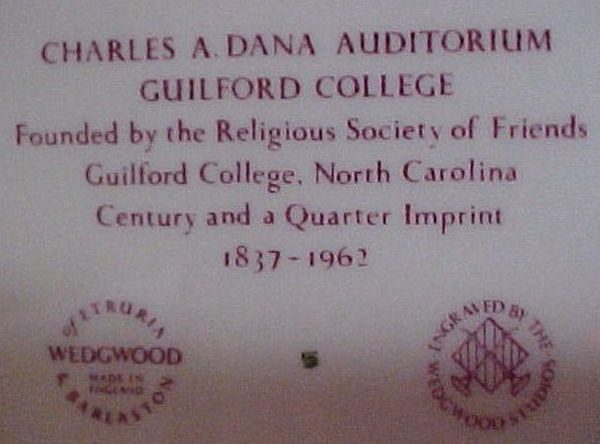 CHARLES A. DANA AUDITORIUM
GUILFORD COLLEGE
Founded by the Religious Society of Friends
Guilford College, North Carolina
Century and a Quarter Imprint
1837-1962
of ETRURIA
WEDGWOOD
MADE IN
ENGLAND
& BARLASTON
ENGRAVED BY THE
WEDGWOOD STUDIOS